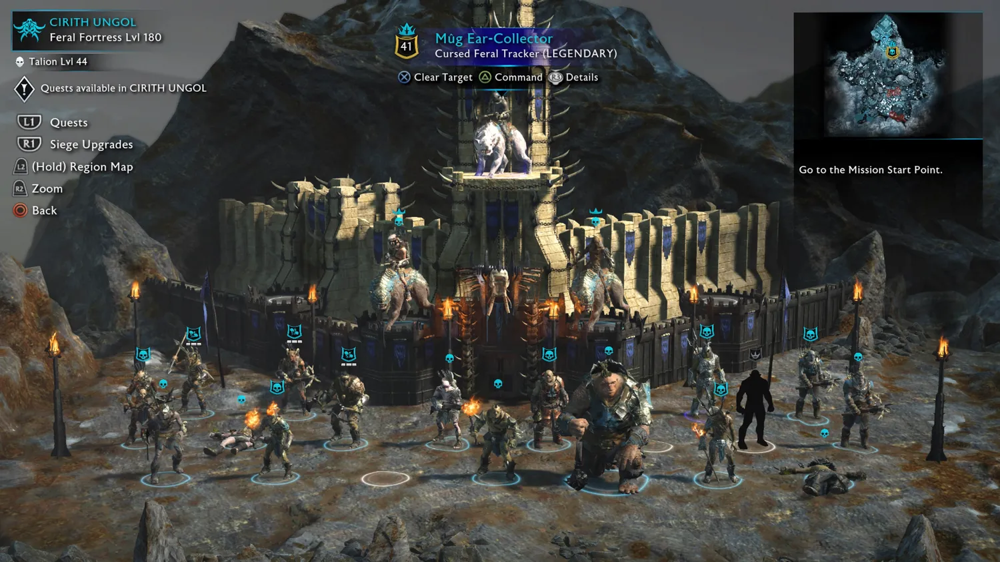 CIRITH UNGOL
Feral Fortress Lvl 180
Talion Lvl 44
Quests available in CIRITH UNGOL
L1 Quests
R1 Siege Upgrades
L2 (Hold) Region Map
R2 Zoom
Back
41
Mûg Ear-Collector
Cursed Feral Tracker (LEGENDARY)
Clear Target Command R3 Details
Go to the Mission Start Point.